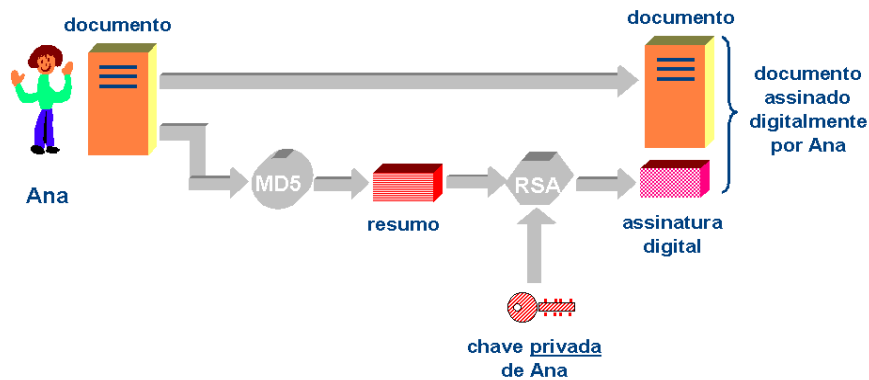 documento
documento
documento
assinado
digitalmente
por Ana
Ana
MD5
RSA
resumo
assinatura
digital
chave privada
de Ana